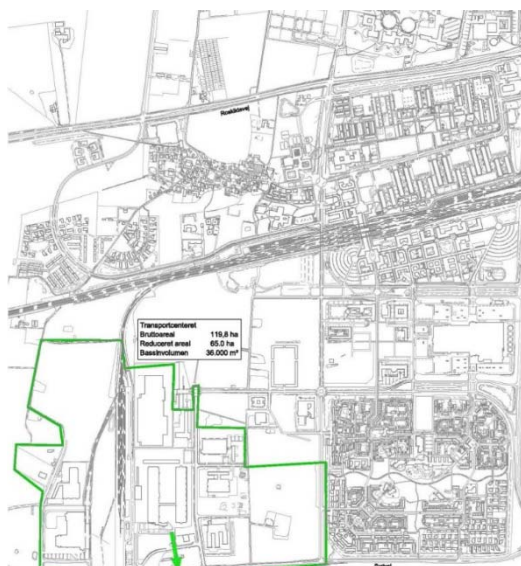 Roskildevej
Transportcenteret
Bruttoareal 119,8 ha
Reduceret areal 65.0 ha
Bassinvolumen 36.000 m³